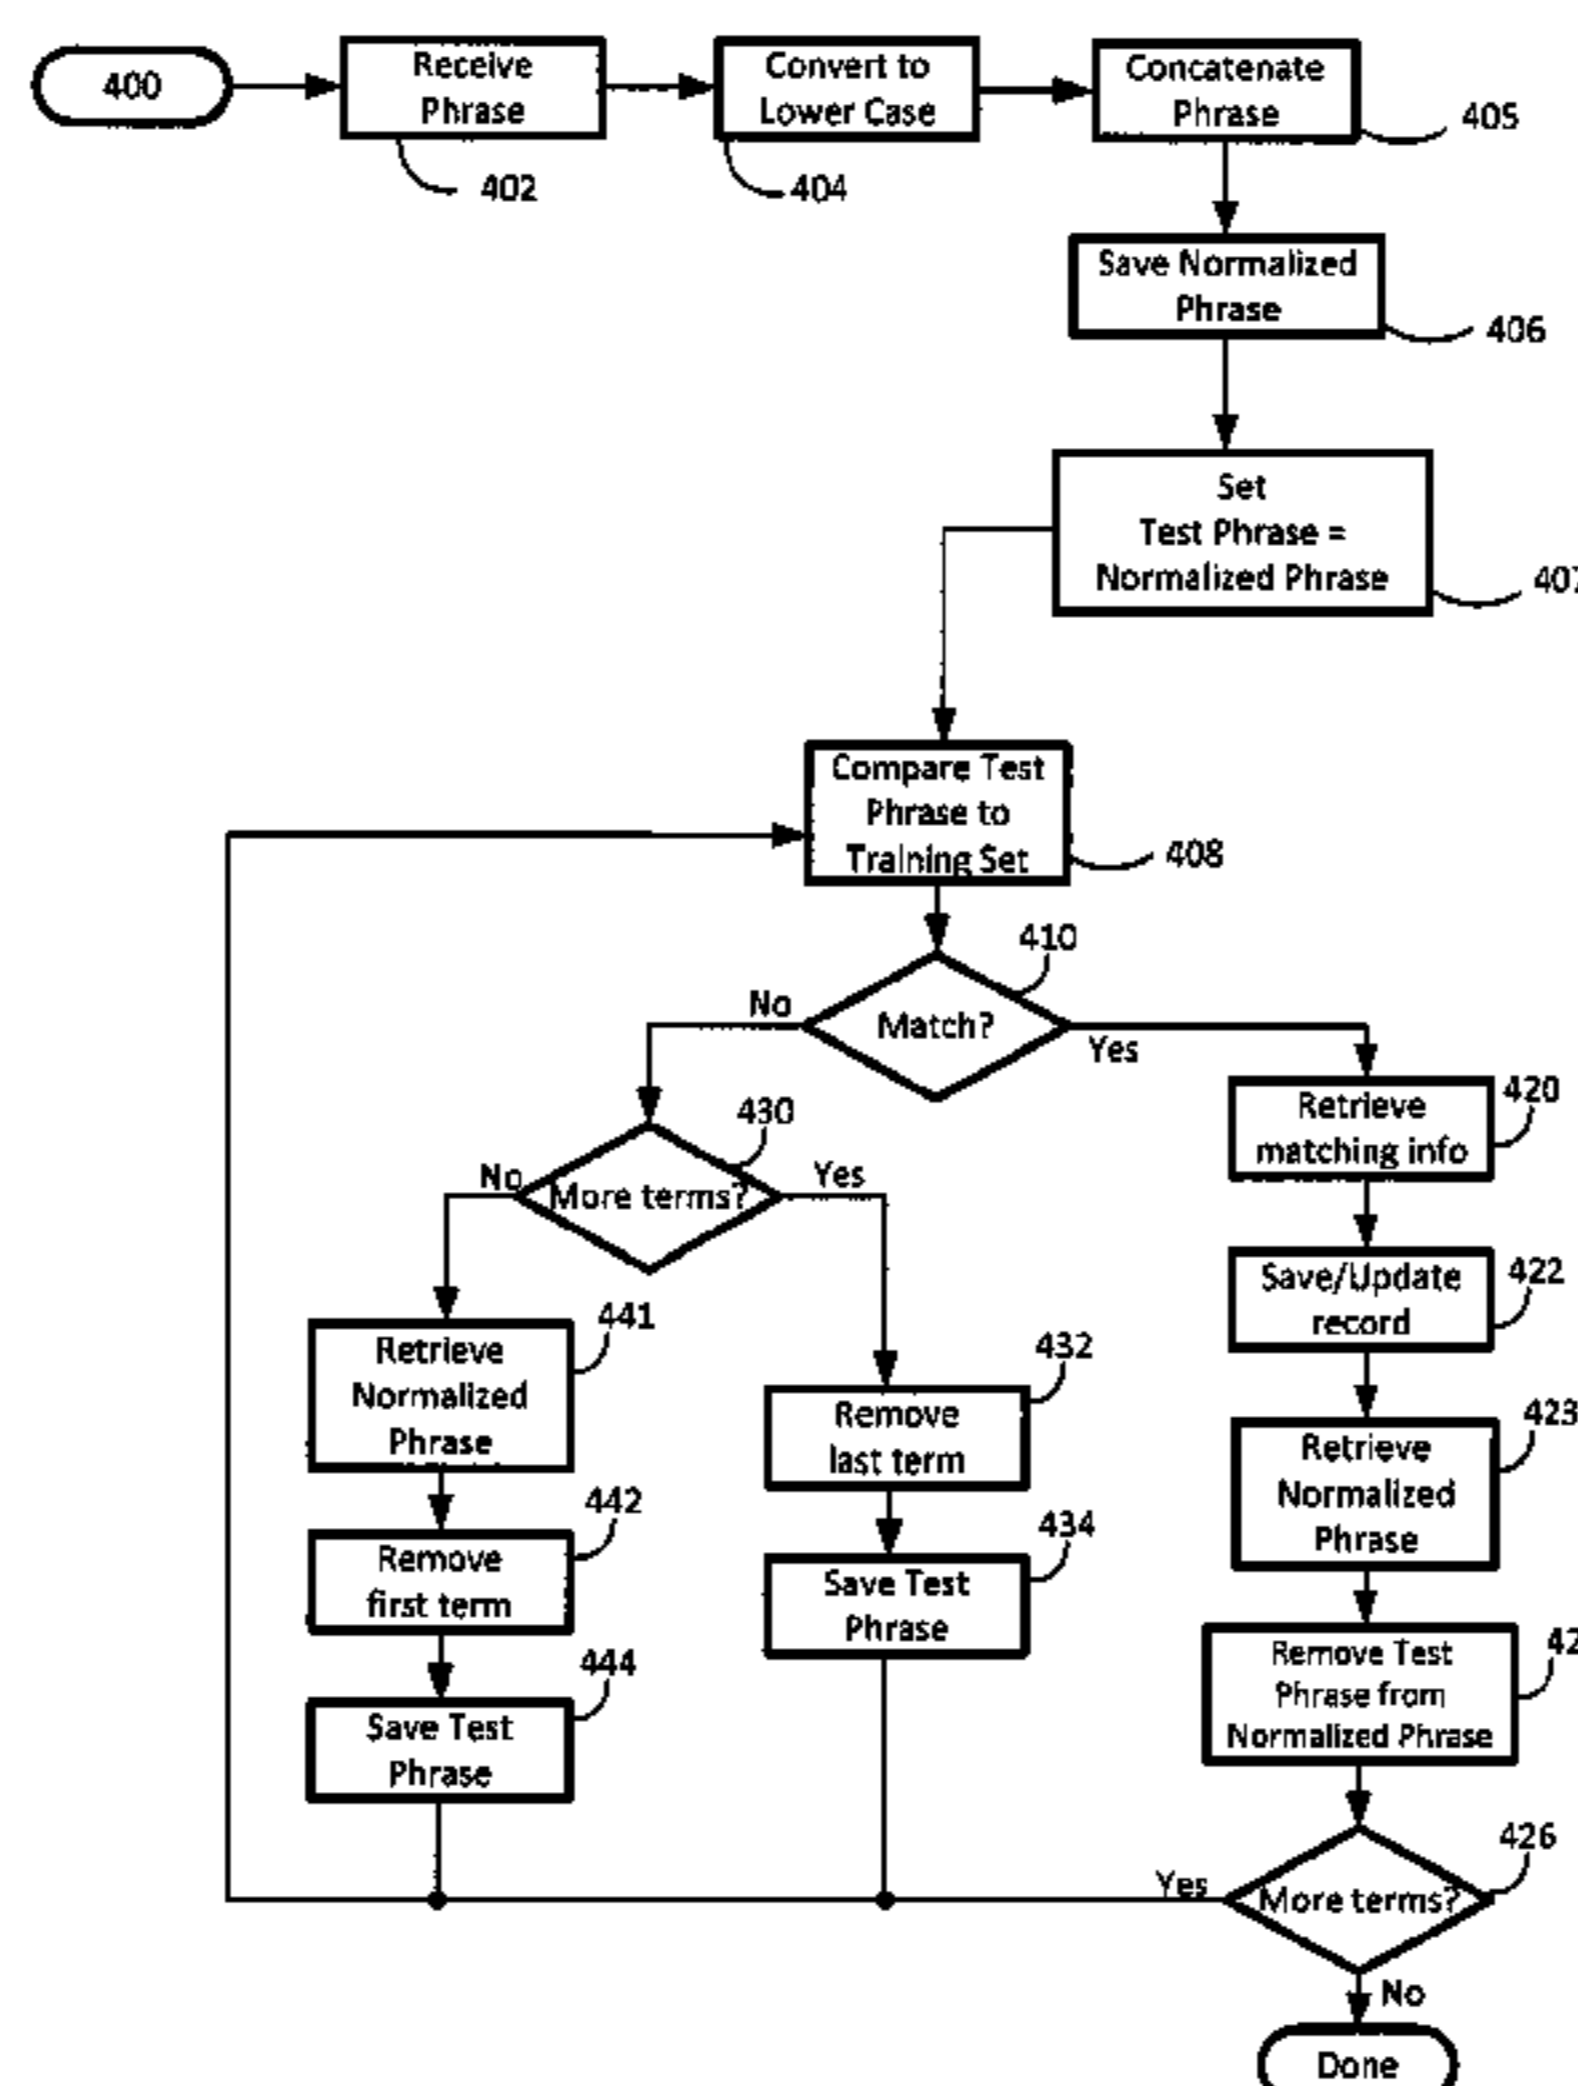 400
Receive
Phrase
402
Convert to
Lower Case
404
Concatenate
Phrase
405
Save Normalized
Phrase
406
Set
Test Phrase =
Normalized Phrase
407
Compare Test
Phrase to
Training Set
408
410
Match?
No
Yes
430
More terms?
No
Yes
420
Retrieve
matching info
422
Save/Update
record
423
Retrieve
Normalized
Phrase
42
Remove Test
Phrase from
Normalized Phrase
441
Retrieve
Normalized
Phrase
442
Remove
first term
444
Save Test
Phrase
432
Remove
last term
434
Save Test
Phrase
426
More terms?
Yes
No
Done